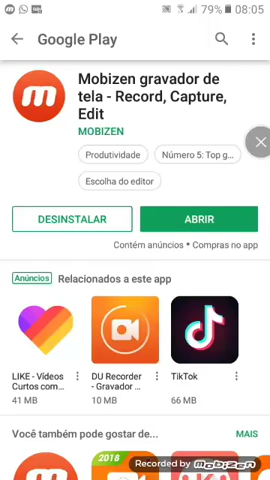 79% 08:05
Google Play
Mobizen gravador de
tela - Record, Capture,
Edit
MOBIZEN
Produtividade
Número 5: Top g...
Escolha do editor
DESINSTALAR
ABRIR
Contém anúncios • Compras no app
Anúncios Relacionados a este app
LIKE - Vídeos
Curtos com...
41 MB
DU Recorder
- Gravador ...
10 MB
TikTok
66 MB
Você também pode gostar de...
MAIS
2018
Recorded by mobizen